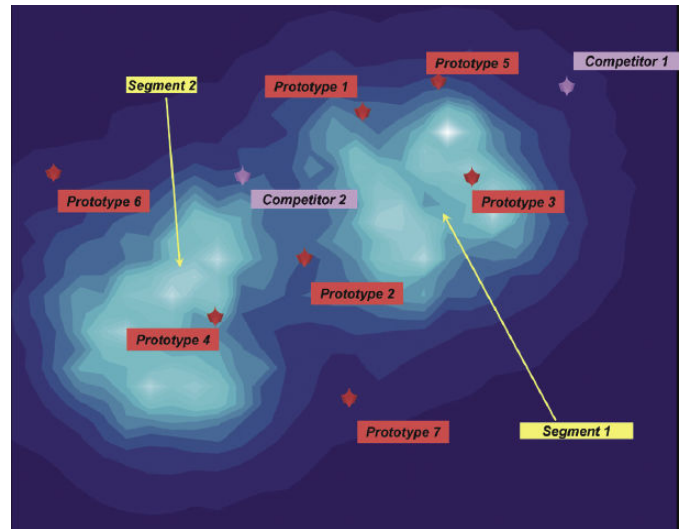 Prototype 5
Competitor 1
Segment 2
Prototype 1
Prototype 6
Competitor 2
Prototype 3
Prototype 2
Prototype 4
Prototype 7
Segment 1